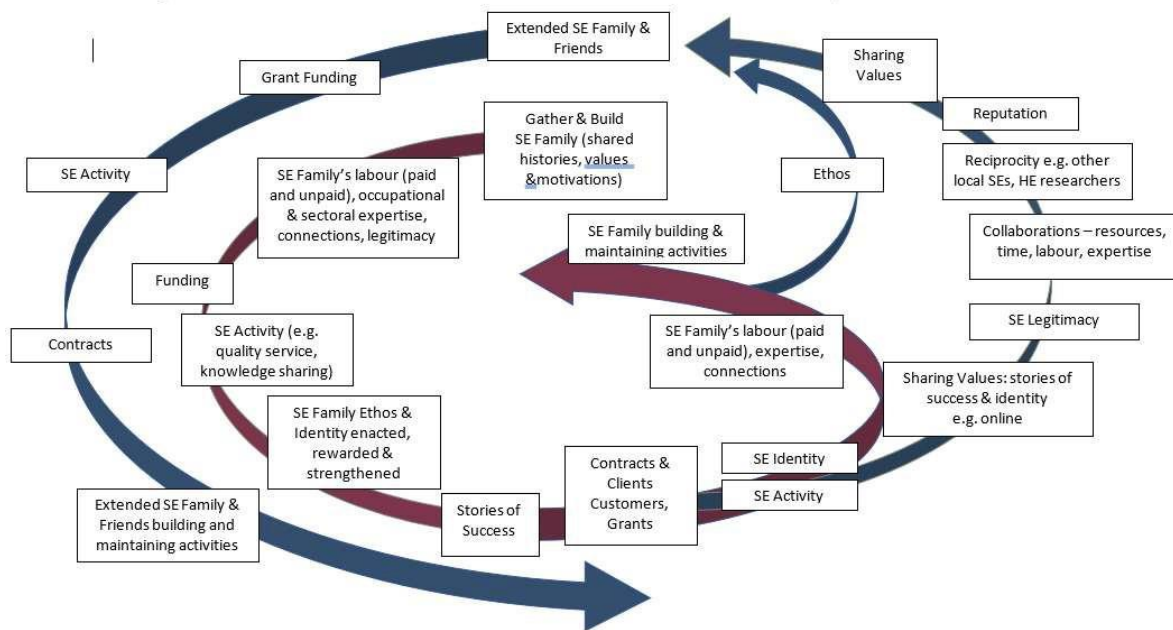 Extended SE Family
& Friends
Sharing
Values
Grant Funding
Reputation
Gather & Build
SE Family (shared
histories, values
&motivations)
SE Activity
SE Family’s labour (paid
and unpaid), occupational
& sectoral expertise,
connections, legitimacy
Ethos
Reciprocity e.g. other
local SEs, HE researchers
SE Family building &
maintaining activities
Collaborations – resources,
time, labour, expertise
Funding
Contracts
SE Activity (e.g.
quality service,
knowledge sharing)
SE Family’s labour (paid
and unpaid), expertise,
connections
SE Legitimacy
Sharing Values: stories of
success & identity
e.g. online
SE Family Ethos &
Identity enacted,
rewarded &
strengthened
Contracts &
Clients
Customers,
Grants
SE Identity
SE Activity
Extended SE Family &
Friends building and
maintaining activities
Stories of
Success